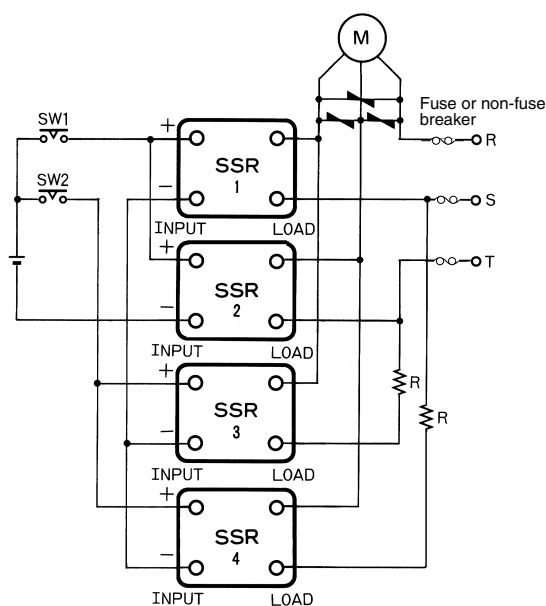 M
Fuse or non-fuse
breaker
SW1
+
SSR
1
R
SW2
−
S
INPUT
LOAD
+
SSR
2
T
−
INPUT
LOAD
+
SSR
3
R
R
−
INPUT
LOAD
+
SSR
4
−
INPUT
LOAD